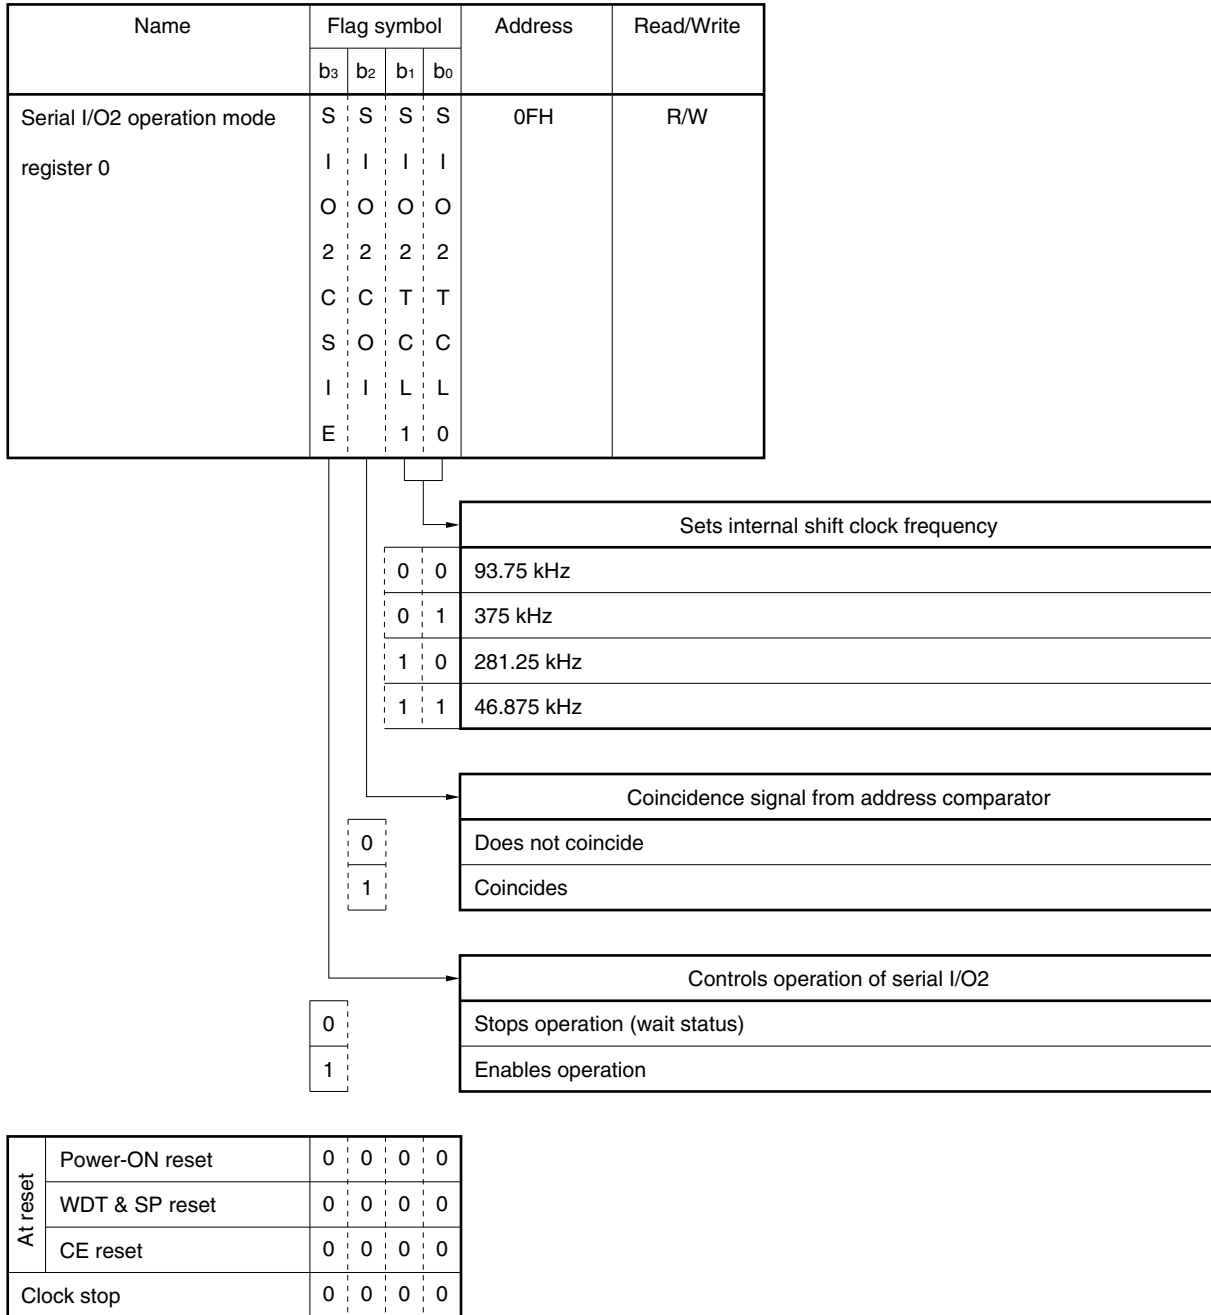 Name Flag symbol Address Read/Write
b3 b2 b1 b0
Serial I/O2 operation mode S S S S 0FH R/W
register 0 I I I I
O O O O
2 2 2 2
C C T T
S O C C
I I L L
E 1 0
Sets internal shift clock frequency
0 0 93.75 kHz
0 1 375 kHz
1 0 281.25 kHz
1 1 46.875 kHz
Coincidence signal from address comparator
0 Does not coincide
1 Coincides
Controls operation of serial I/O2
0 Stops operation (wait status)
1 Enables operation
At reset
Power-ON reset 0 0 0 0
WDT & SP reset 0 0 0 0
CE reset 0 0 0 0
Clock stop 0 0 0 0